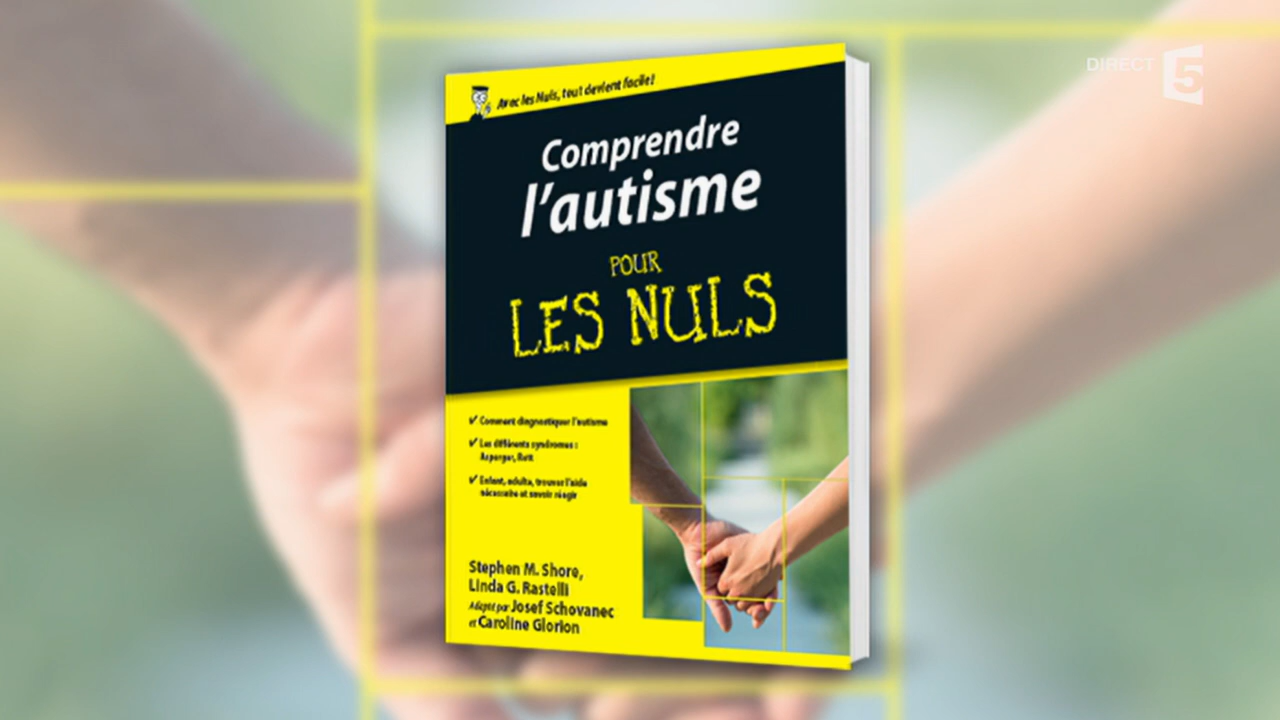 DIRECT 5
Avec les Nuls, tout devient facile!
Comprendre
l'autisme
POUR
LES NULS
✔ Comment diagnostiquer l'autisme
✔ Les différents syndromes :
Asperger, Rett
✔ Enfant, adulte, trouver l'aide
nécessaire et savoir réagir
Stephen M. Shore,
Linda G. Rastelli
Adapté par Josef Schovanec
et Caroline Glorion